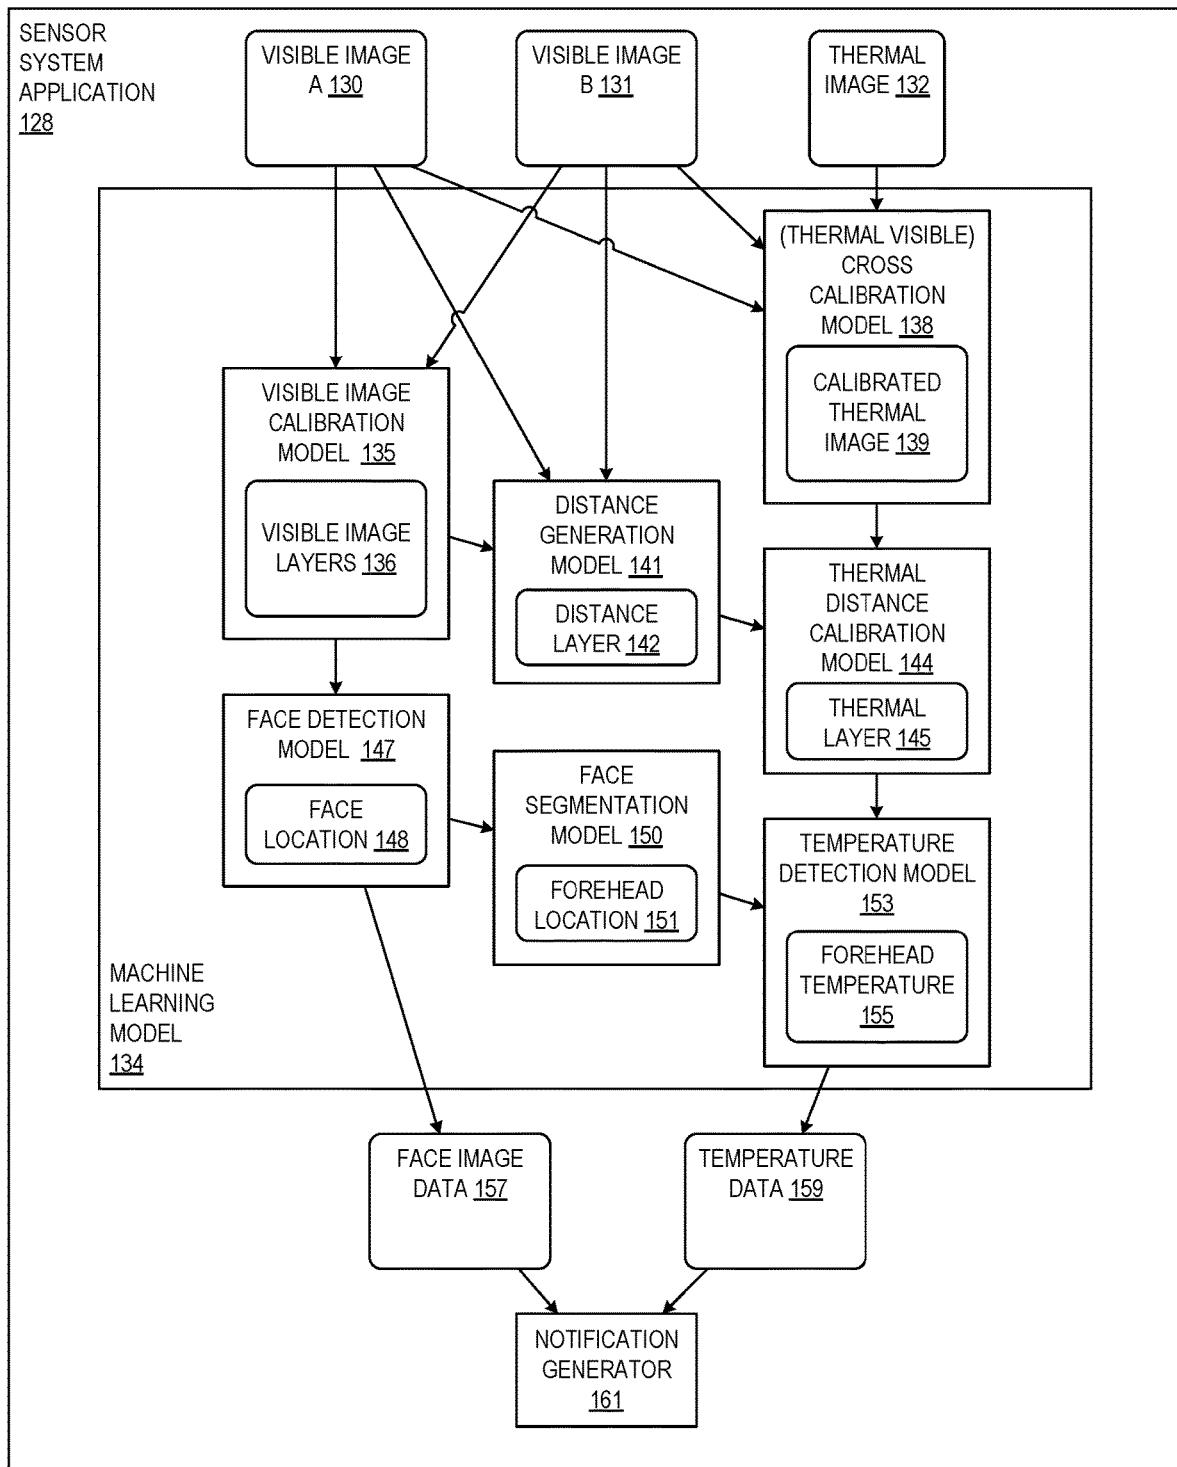 SENSOR
SYSTEM
APPLICATION
128
VISIBLE IMAGE
A 130
VISIBLE IMAGE
B 131
THERMAL
IMAGE 132
(THERMAL VISIBLE)
CROSS
CALIBRATION
MODEL 138
CALIBRATED
THERMAL
IMAGE 139
VISIBLE IMAGE
CALIBRATION
MODEL 135
VISIBLE IMAGE
LAYERS 136
DISTANCE
GENERATION
MODEL 141
DISTANCE
LAYER 142
THERMAL
DISTANCE
CALIBRATION
MODEL 144
THERMAL
LAYER 145
FACE DETECTION
MODEL 147
FACE
LOCATION 148
FACE
SEGMENTATION
MODEL 150
FOREHEAD
LOCATION 151
TEMPERATURE
DETECTION MODEL
153
FOREHEAD
TEMPERATURE
155
MACHINE
LEARNING
MODEL
134
FACE IMAGE
DATA 157
TEMPERATURE
DATA 159
NOTIFICATION
GENERATOR
161